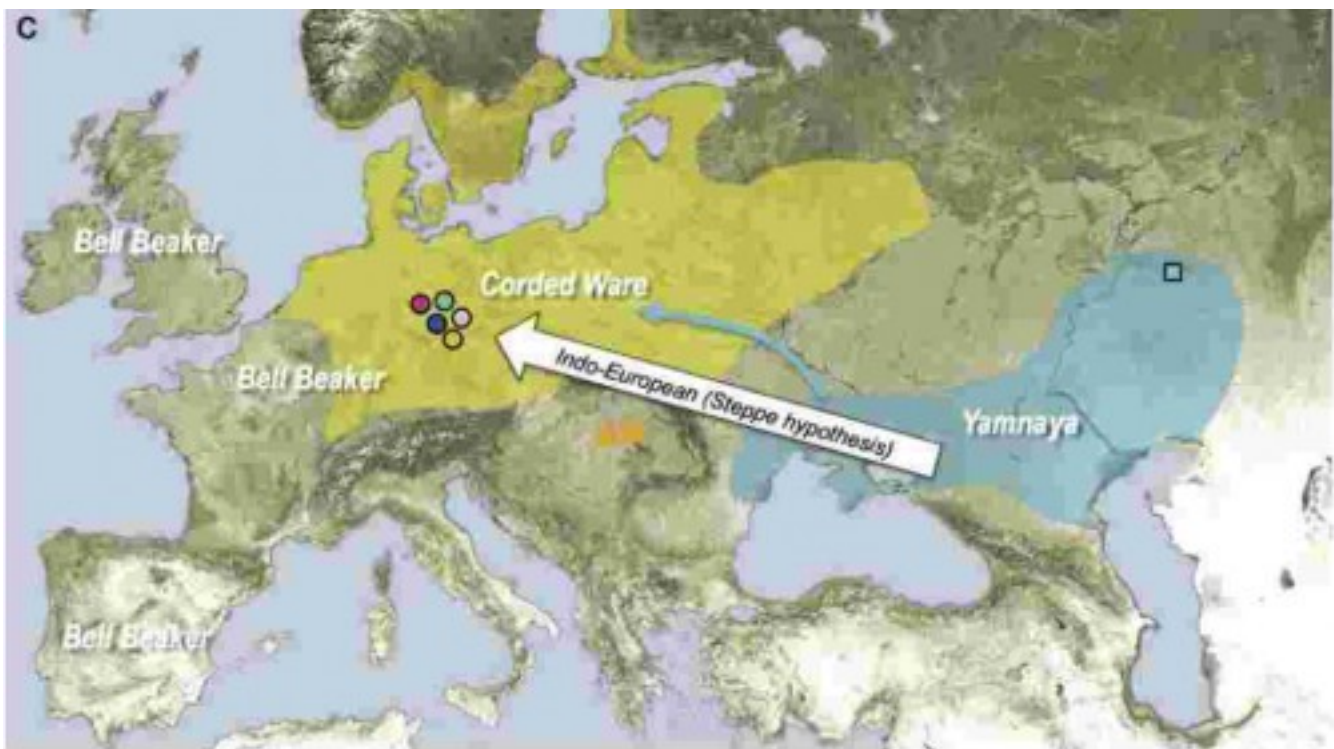 C
Bell Beaker
Corded Ware
Bell Beaker
Indo-European (Steppe hypothesis)
Yamnaya
Bell Beaker